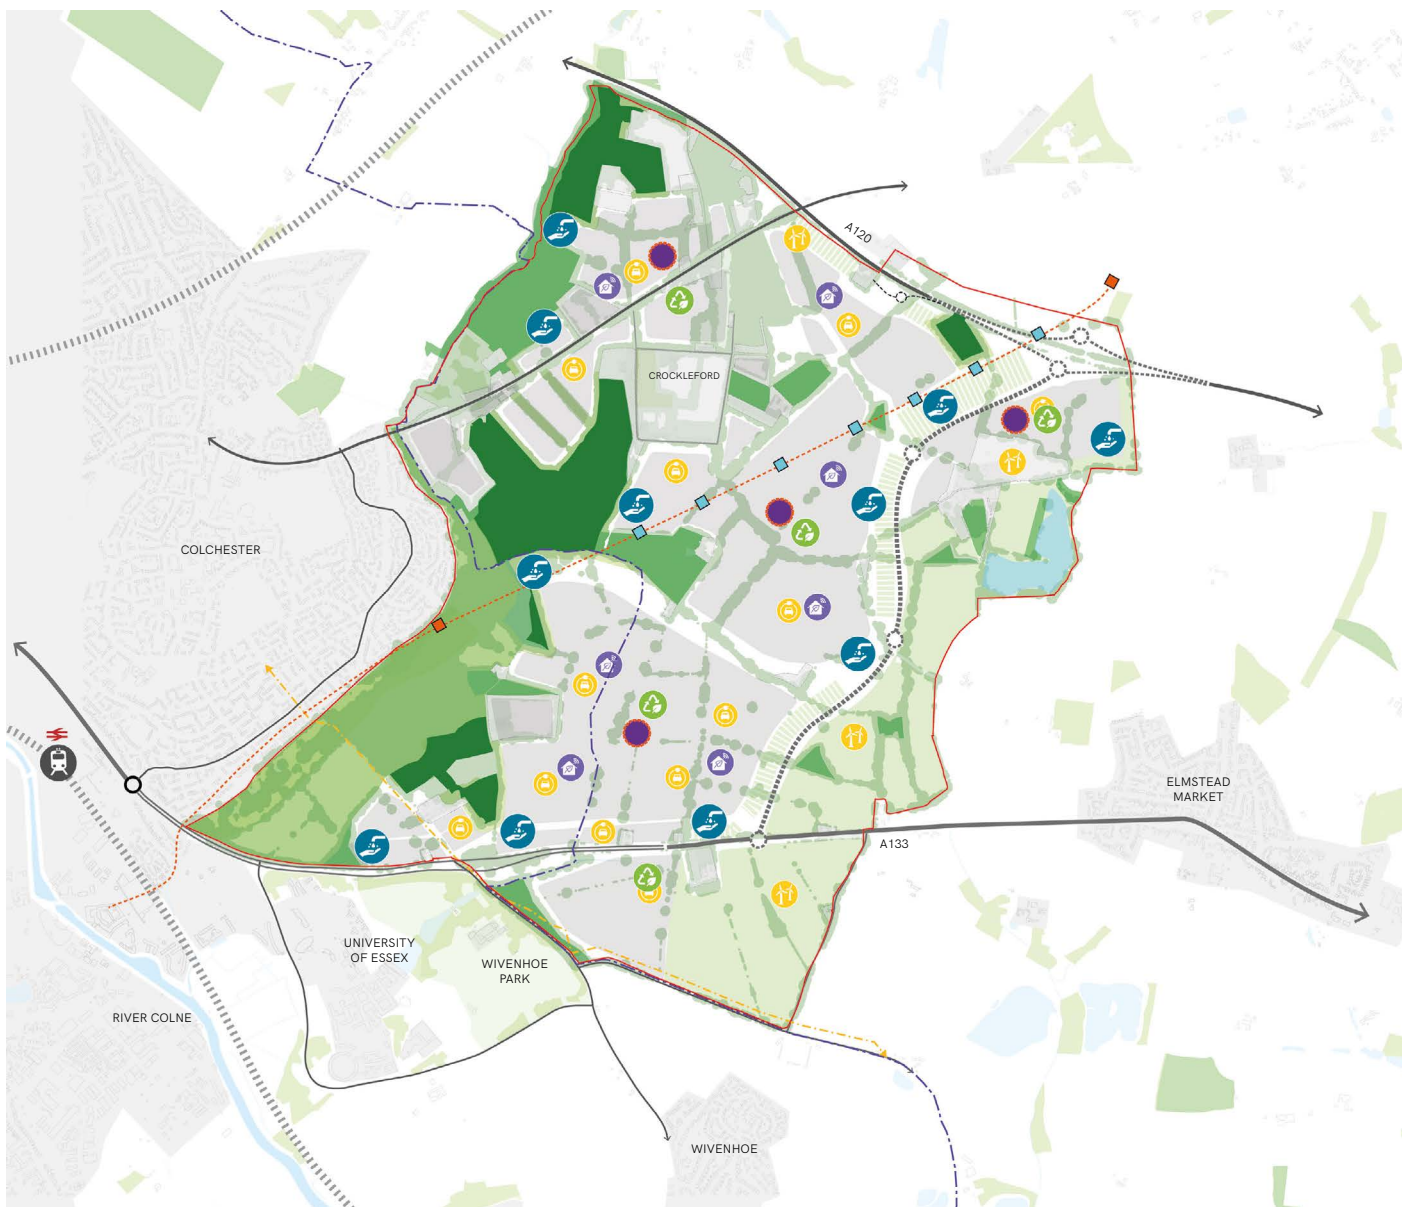 A120
CROCKLEFORD
COLCHESTER
ELMSTEAD
MARKET
A133
UNIVERSITY
OF ESSEX
WIVENHOE
PARK
RIVER COLNE
WIVENHOE